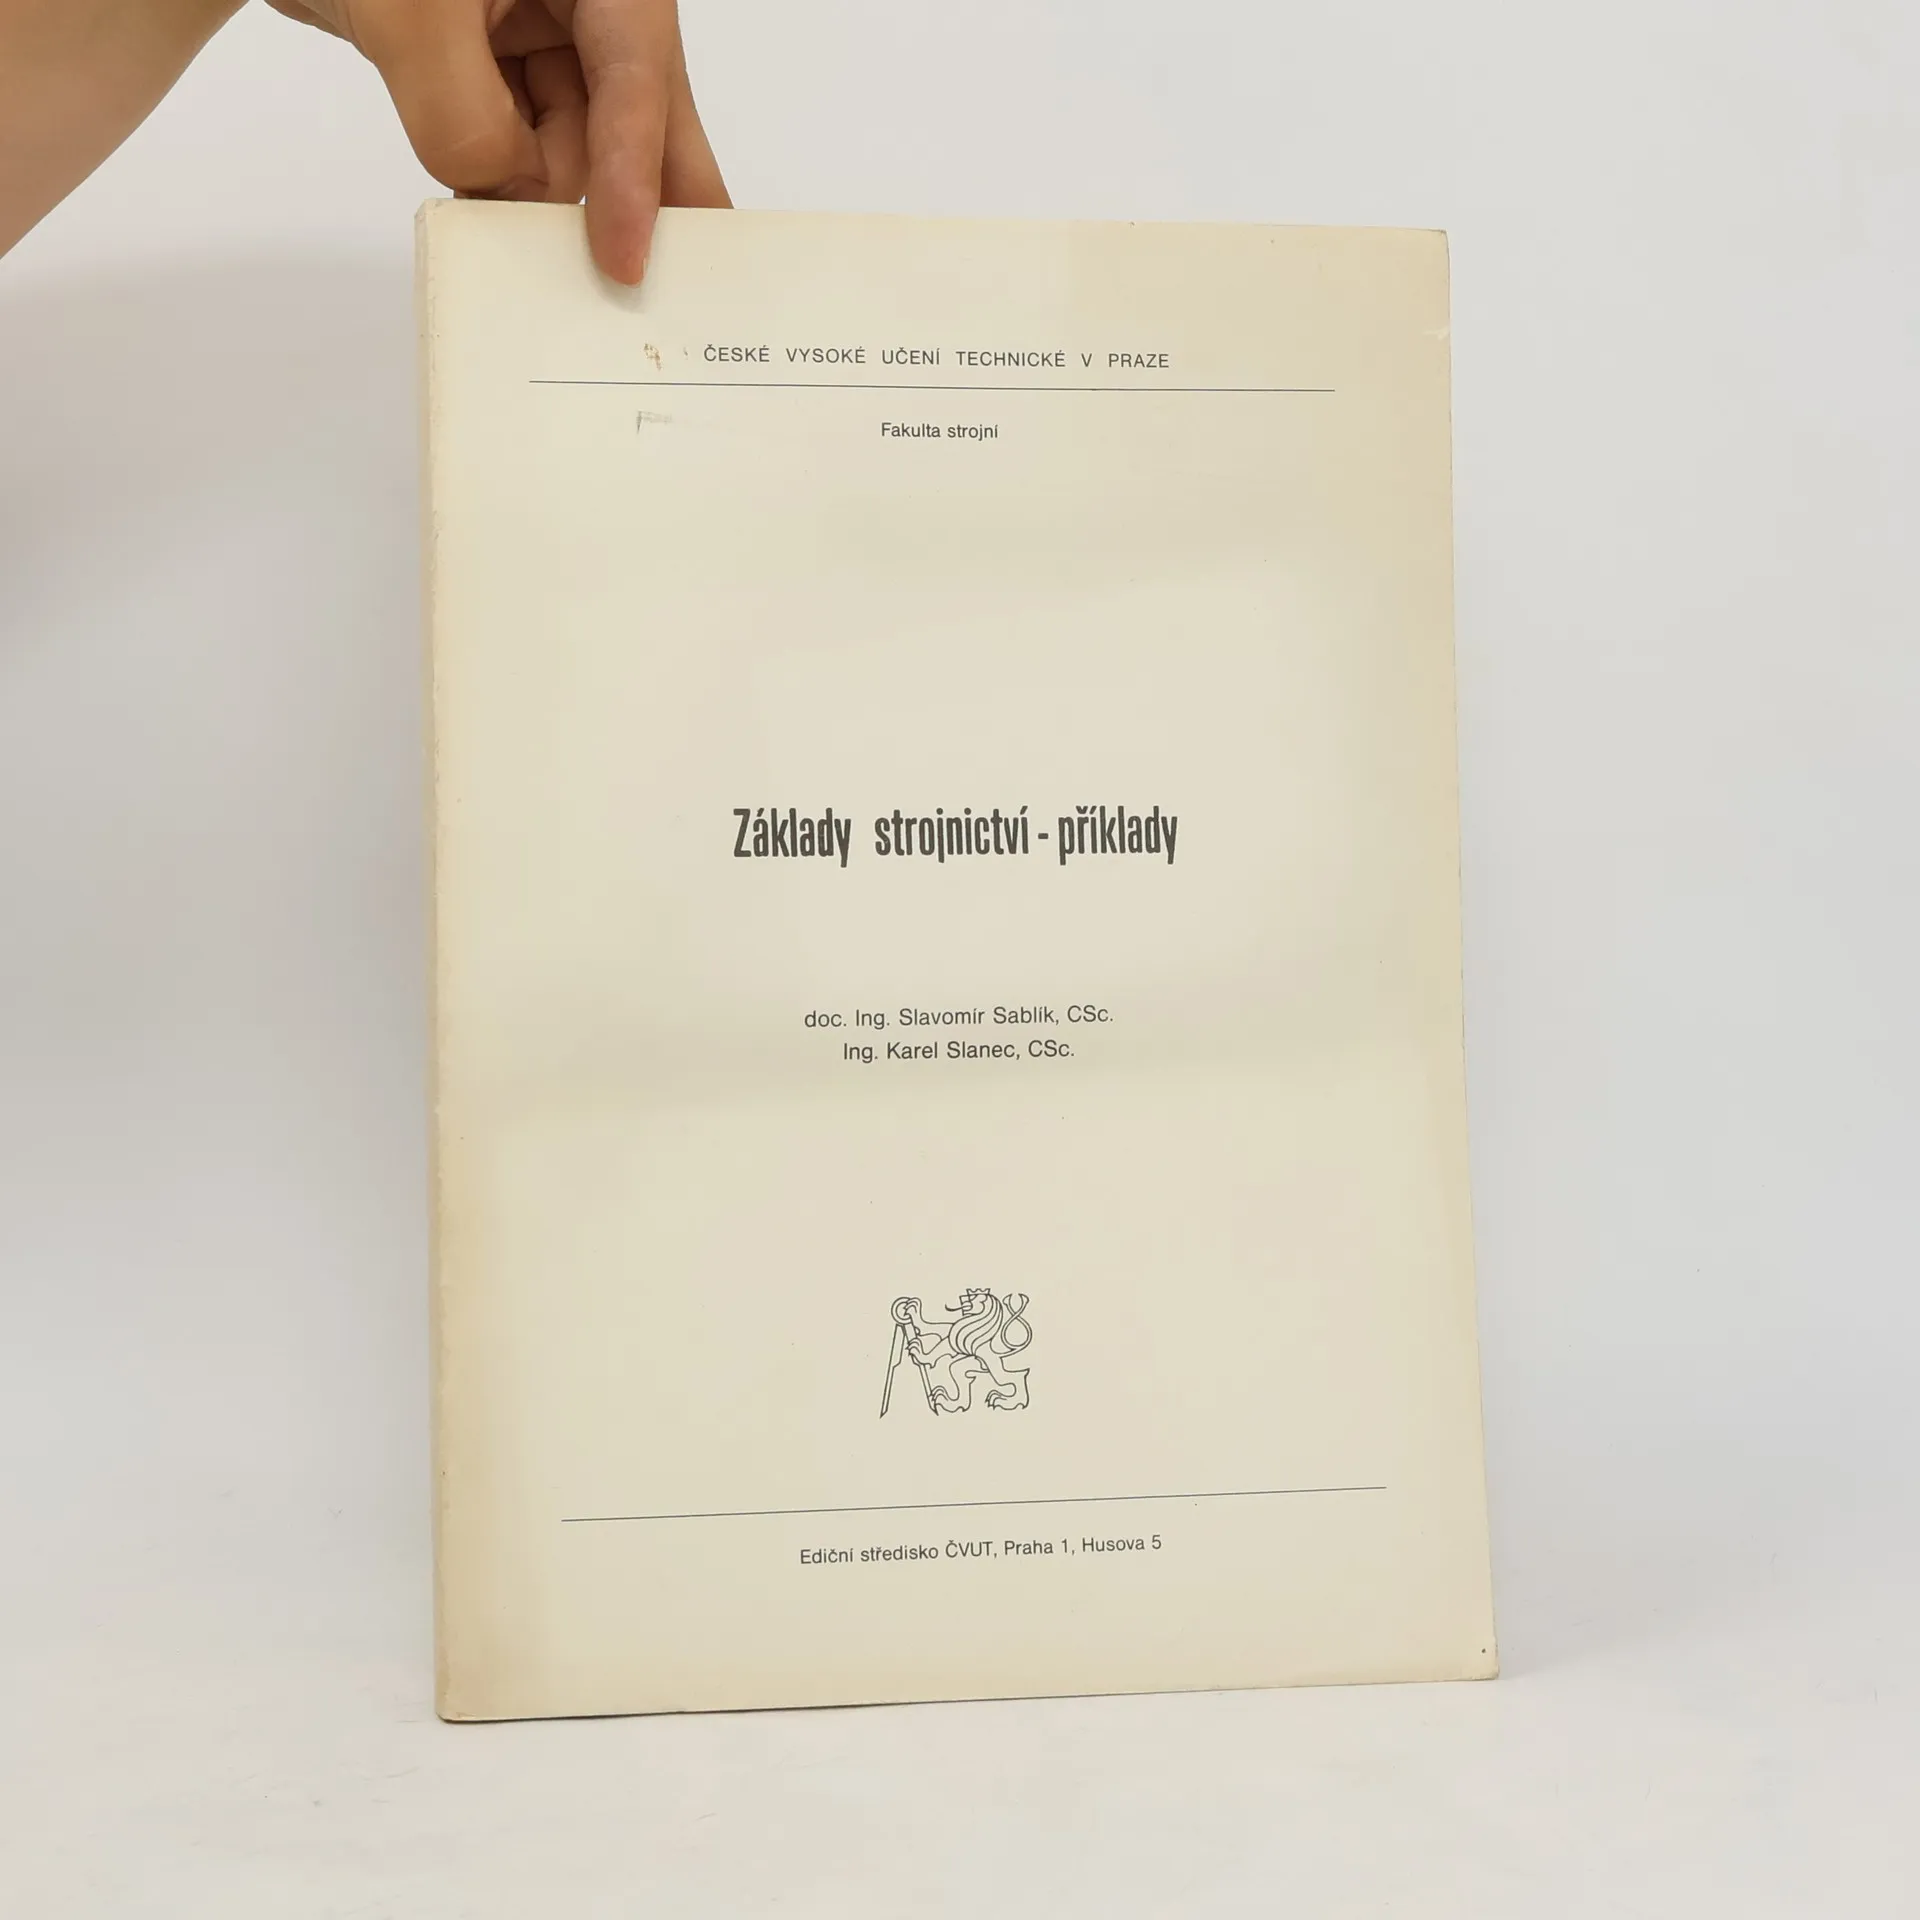 ČESKÉ VYSOKÉ UČENÍ TECHNICKÉ V PRAZE
Fakulta strojní
Základy strojnictví - příklady
doc. Ing. Slavomír Sablík, CSc.
Ing. Karel Slanec, CSc.
Ediční středisko ČVUT, Praha 1, Husova 5